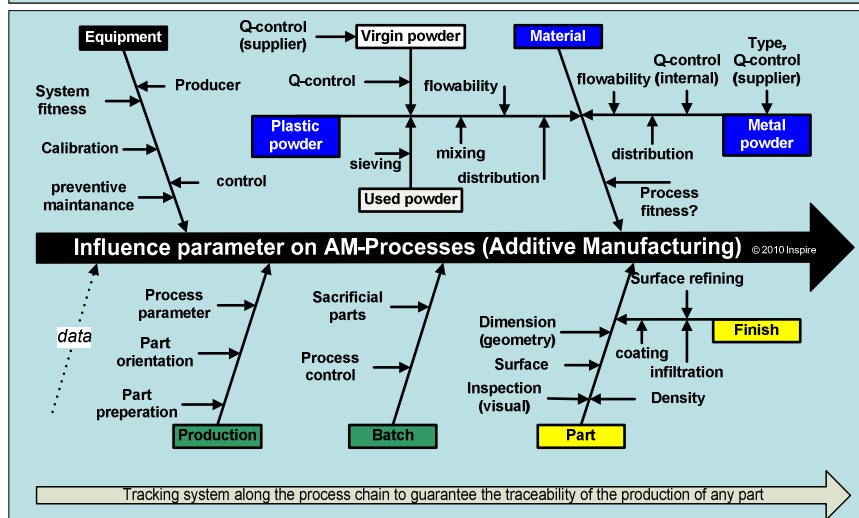 Equipment
Producer
System
fitness
Calibration
control
preventive
maintanance
Q-control
(supplier)
Virgin powder
Q-control
flowability
Plastic
powder
sieving
mixing
distribution
Used powder
Material
flowability
Q-control
(internal)
Type,
Q-control
(supplier)
Metal
powder
distribution
Process
fitness?
Influence parameter on AM-Processes (Additive Manufacturing) © 2010 Inspire
data
Process
parameter
Part
orientation
Part
preperation
Production
Sacrificial
parts
Process
control
Batch
Surface refining
Dimension
(geometry)
Finish
coating
infiltration
Surface
Inspection
(visual)
Density
Part
Tracking system along the process chain to guarantee the traceability of the production of any part